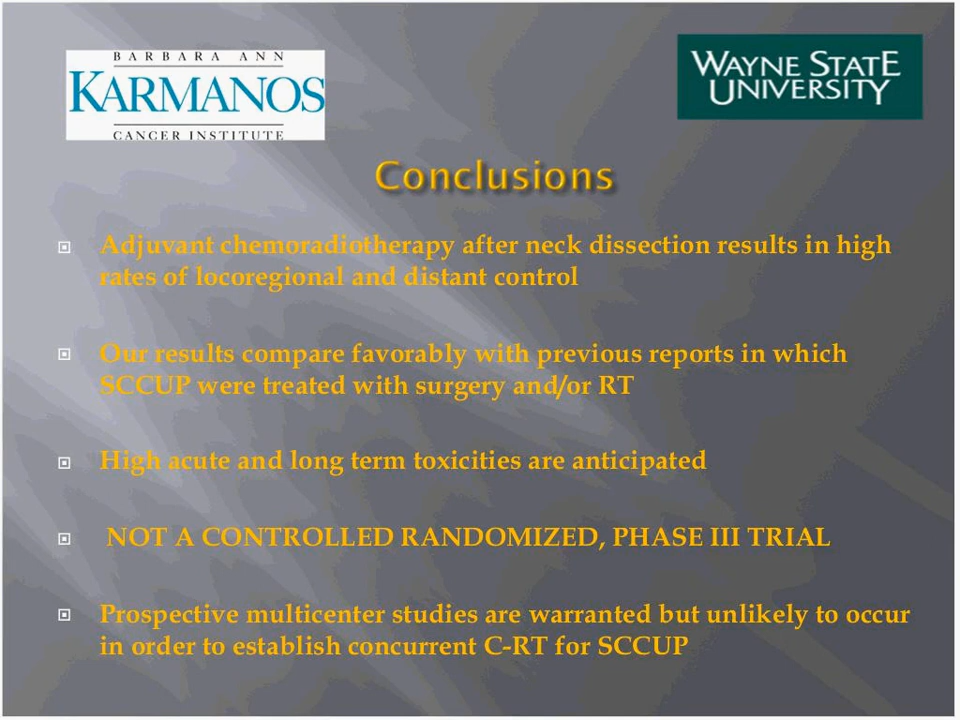 BARBARA ANN
KARMANOS
CANCER INSTITUTE
WAYNE STATE
UNIVERSITY
Conclusions
Adjuvant chemoradiotherapy after neck dissection results in high
rates of locoregional and distant control
Our results compare favorably with previous reports in which
SCCUP were treated with surgery and/or RT
High acute and long term toxicities are anticipated
NOT A CONTROLLED RANDOMIZED, PHASE III TRIAL
Prospective multicenter studies are warranted but unlikely to occur
in order to establish concurrent C-RT for SCCUP